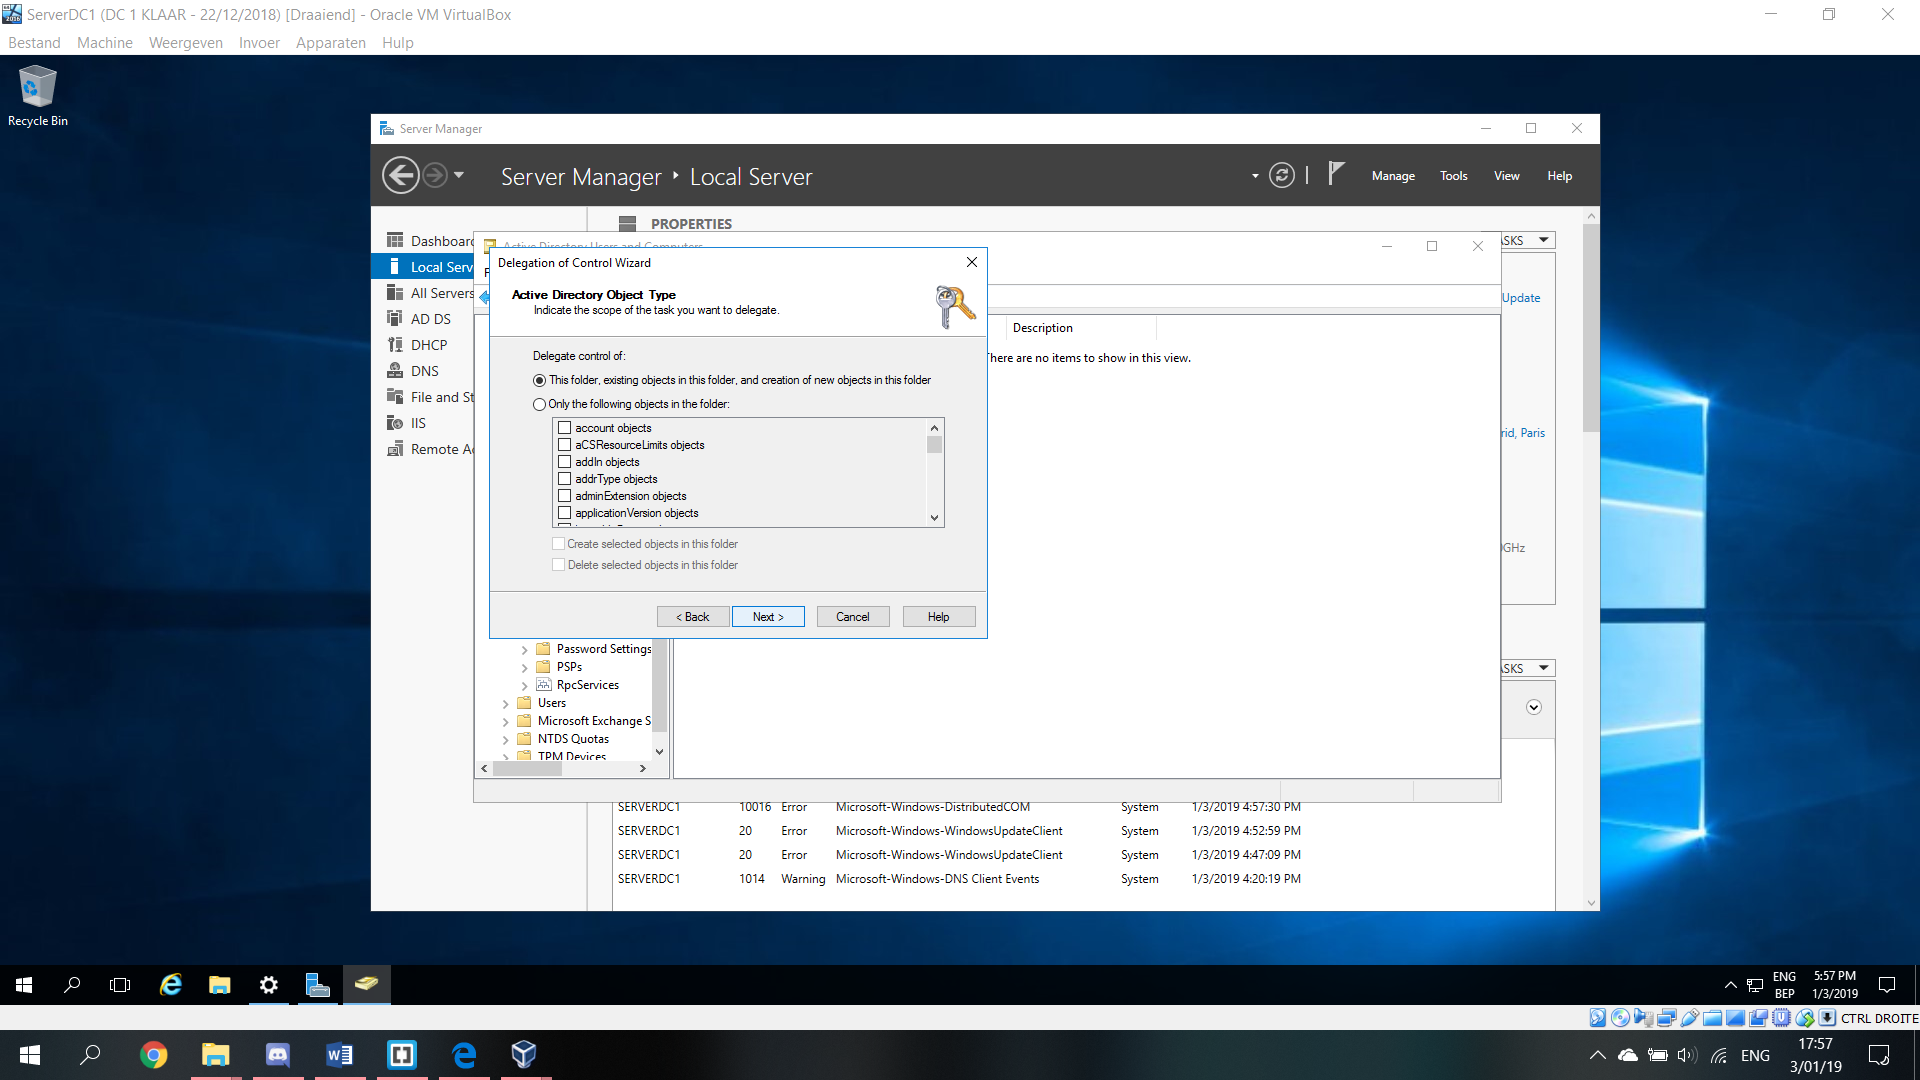 ServerDC1 (DC 1 KLAAR - 22/12/2018) [Draaiend] - Oracle VM VirtualBox
Bestand Machine Weergeven Invoer Apparaten Hulp
Recycle Bin
Server Manager
Server Manager ‣ Local Server
Manage Tools View Help
PROPERTIES
Dashboard
Local Serv
All Servers
AD DS
DHCP
DNS
File and St
IIS
Remote Ac
Active Directory Users and Computers
ASKS
Update
rid, Paris
GHz
ASKS
Delegation of Control Wizard
Active Directory Object Type
Indicate the scope of the task you want to delegate.
Delegate control of:
This folder, existing objects in this folder, and creation of new objects in this folder
Only the following objects in the folder:
account objects
aCSResourceLimits objects
addIn objects
addrType objects
adminExtension objects
applicationVersion objects
Create selected objects in this folder
Delete selected objects in this folder
< Back Next > Cancel Help
Description
There are no items to show in this view.
Password Settings
PSPs
RpcServices
Users
Microsoft Exchange S
NTDS Quotas
TPM Devices
SERVERDC1 10016 Error Microsoft-Windows-DistributedCOM System 1/3/2019 4:57:30 PM
SERVERDC1 20 Error Microsoft-Windows-WindowsUpdateClient System 1/3/2019 4:52:59 PM
SERVERDC1 20 Error Microsoft-Windows-WindowsUpdateClient System 1/3/2019 4:47:09 PM
SERVERDC1 1014 Warning Microsoft-Windows-DNS Client Events System 1/3/2019 4:20:19 PM
ENG
BEP
5:57 PM
1/3/2019
CTRL DROITE
ENG
17:57
3/01/19